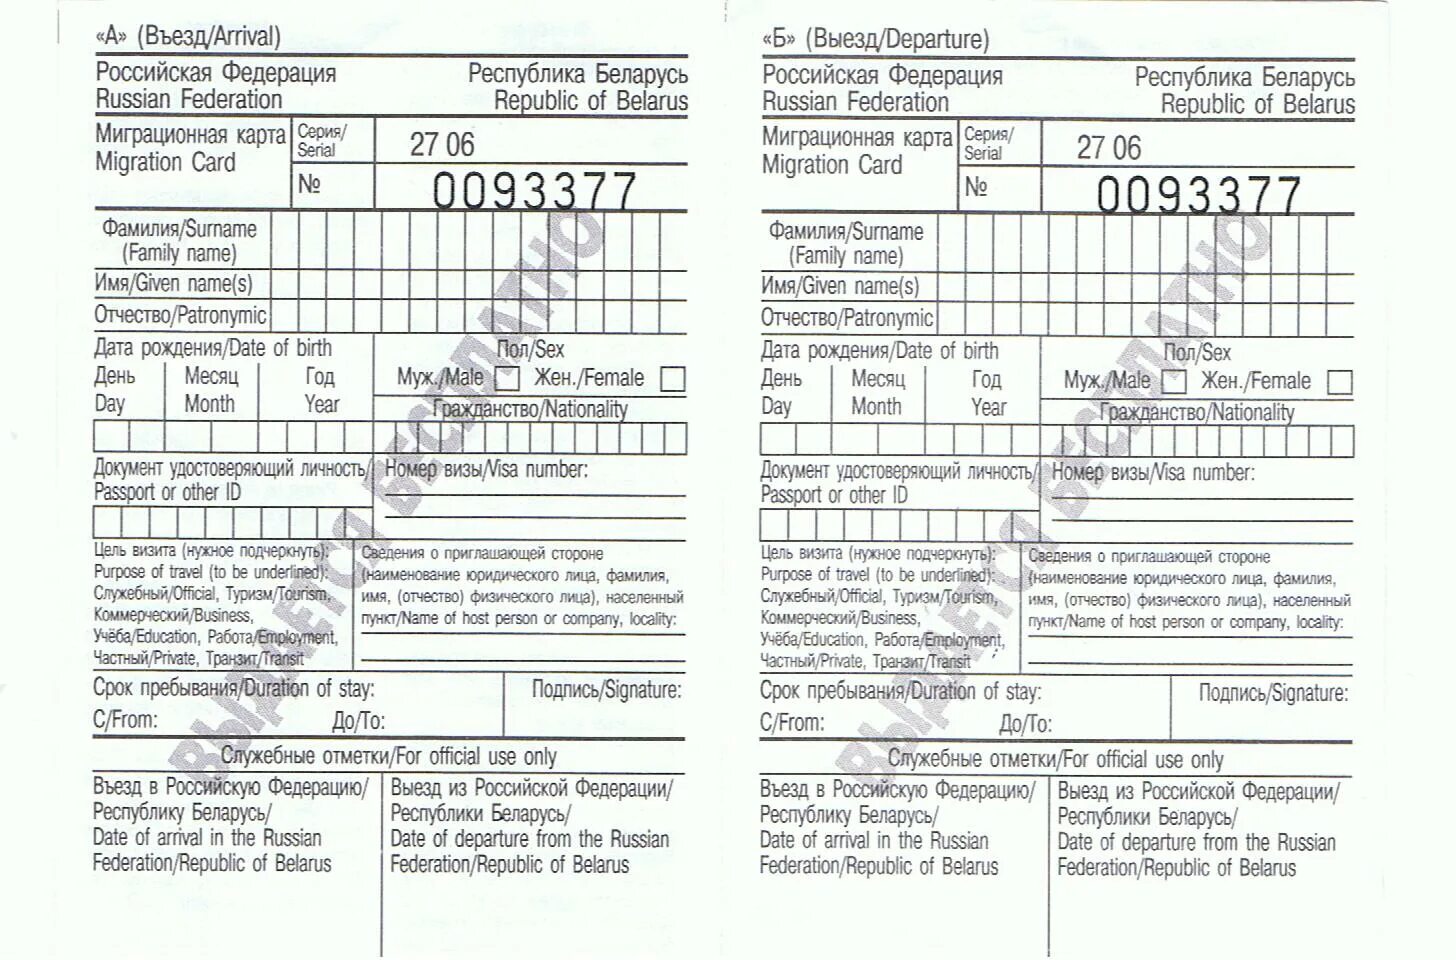 «А» (Въезд/Arrival)
Российская Федерация Республика Беларусь
Russian Federation Republic of Belarus
Миграционная карта Серия/ 27 06
Migration Card Serial
№ 0093377
Фамилия/Surname
(Family name)
Имя/Given name(s)
Отчество/Patronymic
Дата рождения/Date of birth Пол/Sex
День Месяц Год Муж./Male Жен./Female
Day Month Year Гражданство/Nationality
Документ удостоверяющий личность/ Номер визы/Visa number:
Passport or other ID
Цель визита (нужное подчеркнуть): Сведения о приглашающей стороне
Purpose of travel (to be underlined): (наименование юридического лица, фамилия,
Служебный/Official, Туризм/Tourism, имя, (отчество) физического лица), населенный
Коммерческий/Business, пункт/Name of host person or company, locality:
Учёба/Education, Работа/Employment,
Частный/Private, Транзит/Transit
Срок пребывания/Duration of stay: Подпись/Signature:
С/From: До/To:
Служебные отметки/For official use only
Въезд в Российскую Федерацию/ Выезд из Российской Федерации/
Республику Беларусь/ Республики Беларусь/
Date of arrival in the Russian Date of departure from the Russian
Federation/Republic of Belarus Federation/Republic of Belarus
ВЫДАЕТСЯ БЕСПЛАТНО
«Б» (Выезд/Departure)
Российская Федерация Республика Беларусь
Russian Federation Republic of Belarus
Миграционная карта Серия/ 27 06
Migration Card Serial
№ 0093377
Фамилия/Surname
(Family name)
Имя/Given name(s)
Отчество/Patronymic
Дата рождения/Date of birth Пол/Sex
День Месяц Год Муж./Male Жен./Female
Day Month Year Гражданство/Nationality
Документ удостоверяющий личность/ Номер визы/Visa number:
Passport or other ID
Цель визита (нужное подчеркнуть): Сведения о приглашающей стороне
Purpose of travel (to be underlined): (наименование юридического лица, фамилия,
Служебный/Official, Туризм/Tourism, имя, (отчество) физического лица), населенный
Коммерческий/Business, пункт/Name of host person or company, locality:
Учёба/Education, Работа/Employment,
Частный/Private, Транзит/Transit
Срок пребывания/Duration of stay: Подпись/Signature:
С/From: До/To:
Служебные отметки/For official use only
Въезд в Российскую Федерацию/ Выезд из Российской Федерации/
Республику Беларусь/ Республики Беларусь/
Date of arrival in the Russian Date of departure from the Russian
Federation/Republic of Belarus Federation/Republic of Belarus
ВЫДАЕТСЯ БЕСПЛАТНО